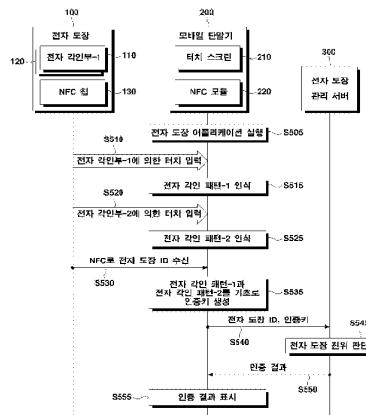 100
전자 도장
120
전자 각인부-1
110
NFC 칩
130
200
모바일 단말기
터치 스크린
210
NFC 모듈
220
300
전자 도장
관리 서버
전자 도장 어플리케이션 실행
S505
S510
전자 각인부-1에 의한 터치 입력
전자 각인 패턴-1 인식
S515
S520
전자 각인부-2에 의한 터치 입력
전자 각인 패턴-2 인식
S525
NFC로 전자 도장 ID 수신
S530
전자 각인 패턴-1과
전자 각인 패턴-2를 기초로
인증키 생성
S535
전자 도장 ID, 인증키
S540
S545
전자 도장 진위 판단
인증 결과
S550
S555
인증 결과 표시